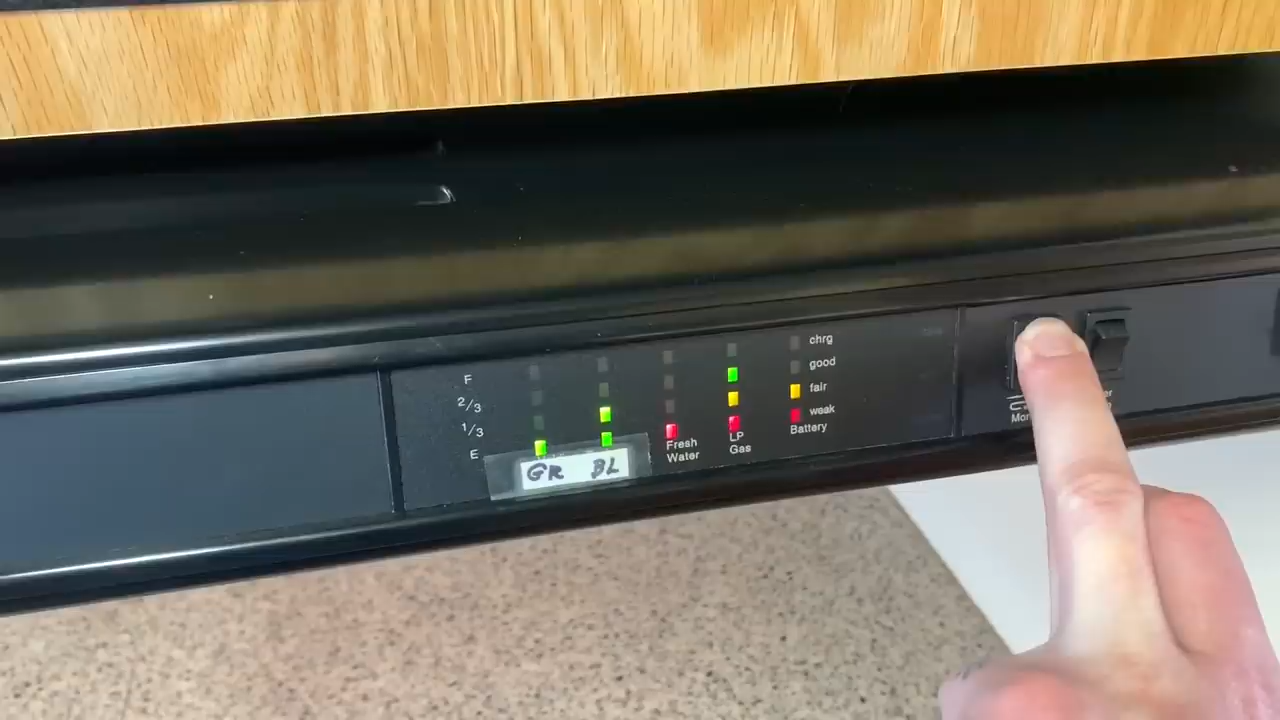 F
2/3
1/3
E
GR BL
Fresh
Water
LP
Gas
chrg
good
fair
weak
Battery